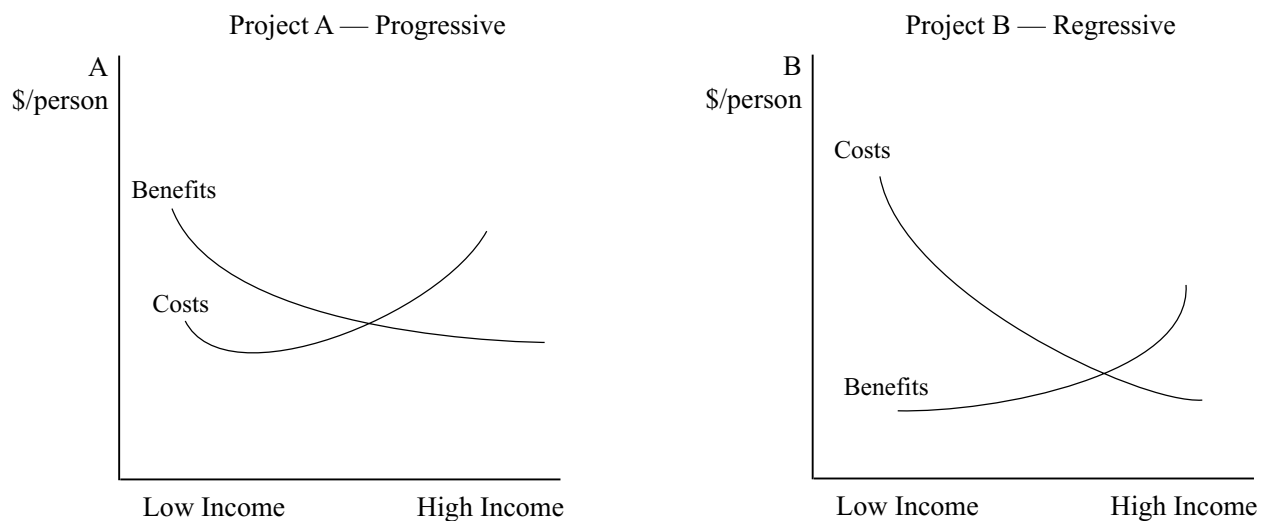 Project A — Progressive
A
$/person
Benefits
Costs
Low Income
High Income
Project B — Regressive
B
$/person
Costs
Benefits
Low Income
High Income